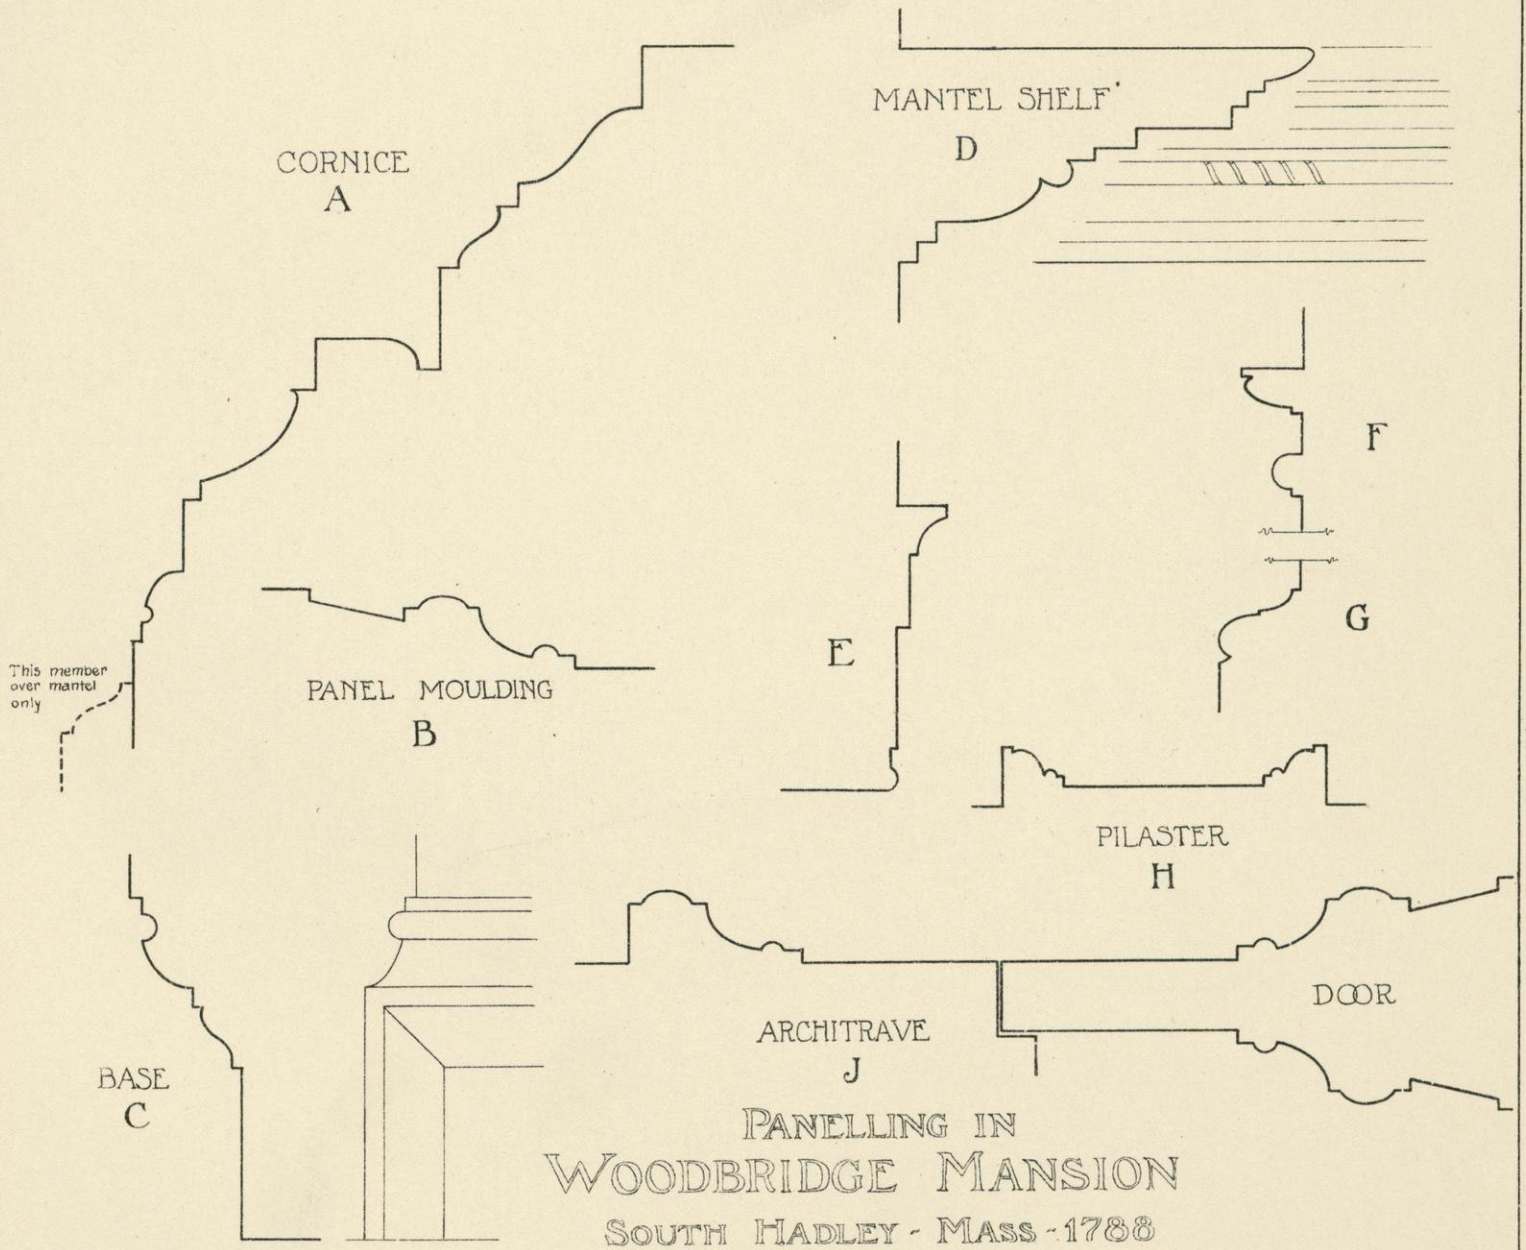 CORNICE
A
MANTEL SHELF
D
F
E
G
This member
over mantel
only
PANEL MOULDING
B
PILASTER
H
DOOR
ARCHITRAVE
J
BASE
C
PANELLING IN
WOODBRIDGE MANSION
SOUTH HADLEY - MASS - 1788